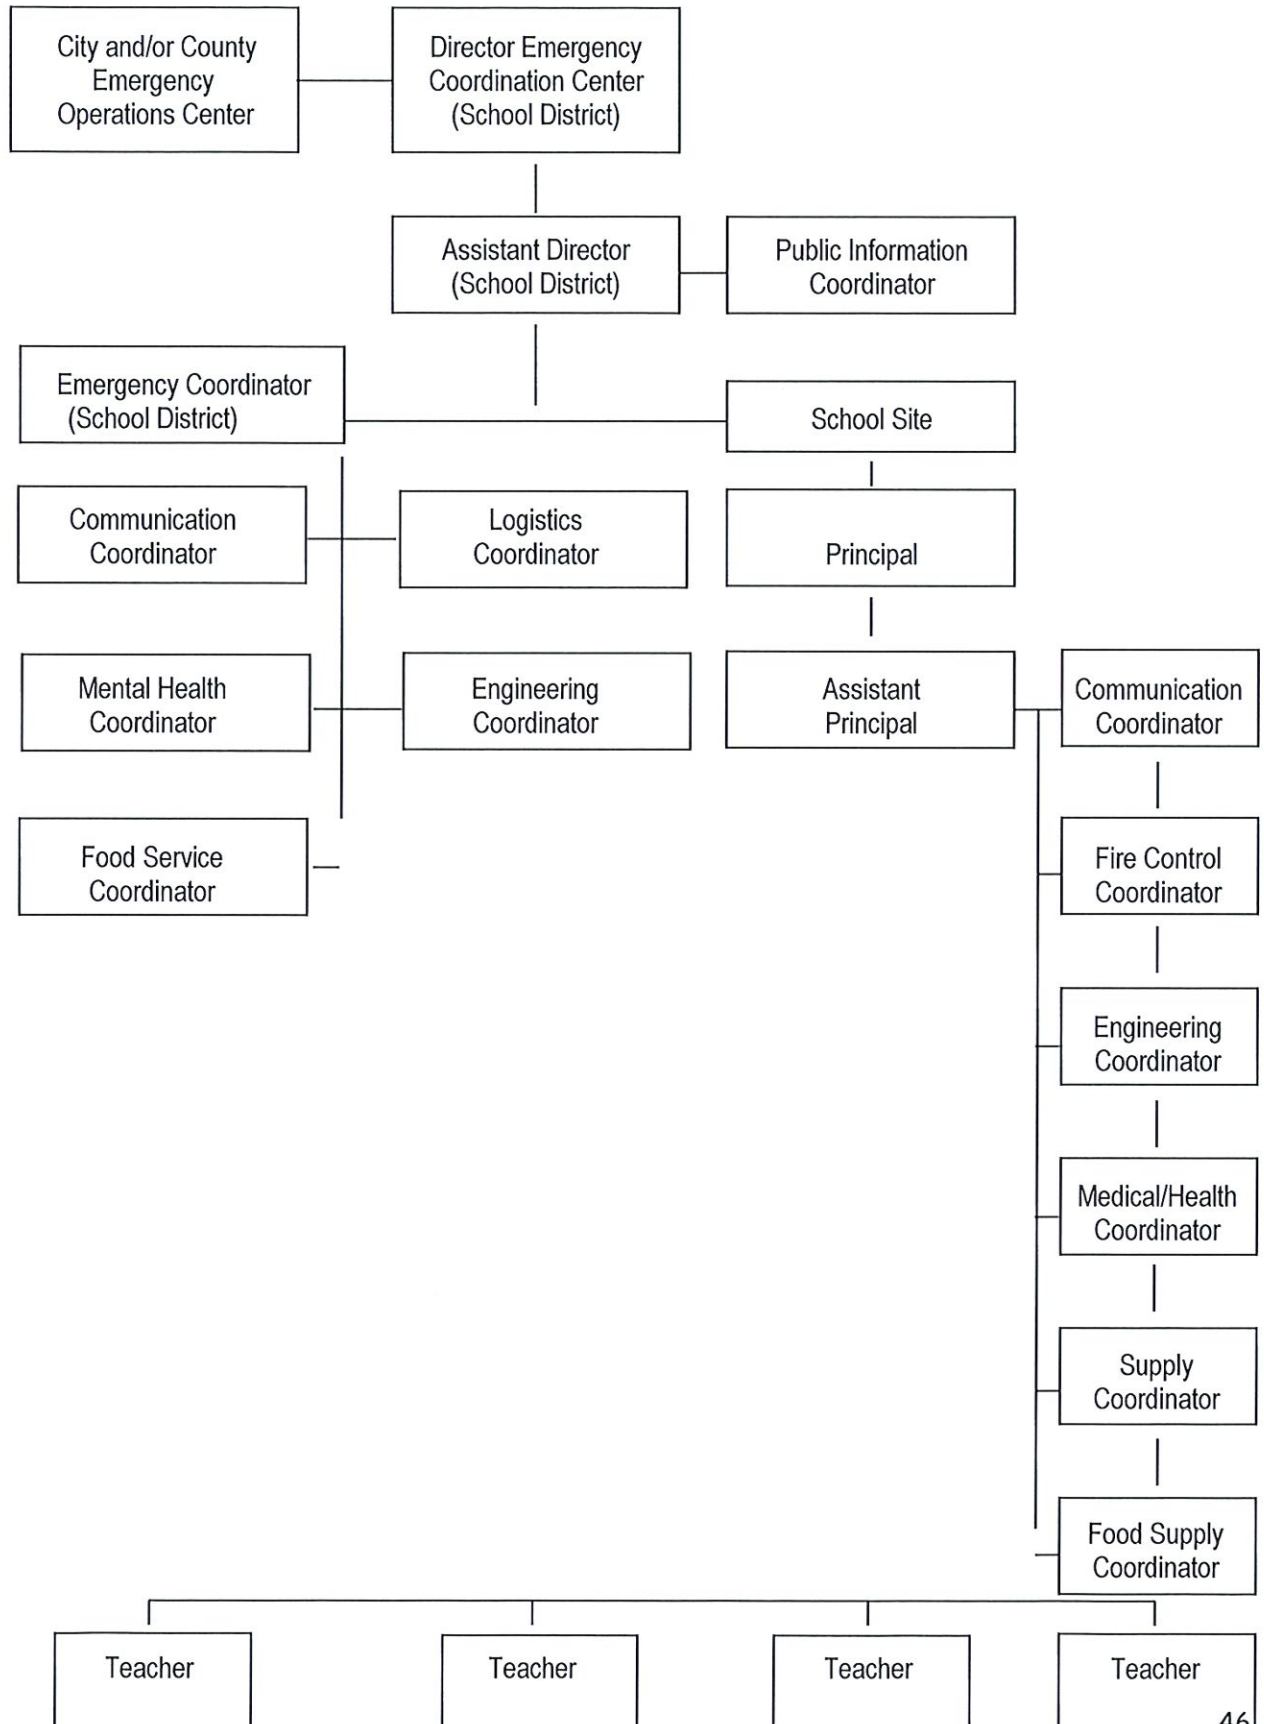 City and/or County
Emergency
Operations Center
Director Emergency
Coordination Center
(School District)
Assistant Director
(School District)
Public Information
Coordinator
Emergency Coordinator
(School District)
School Site
Communication
Coordinator
Logistics
Coordinator
Principal
Mental Health
Coordinator
Engineering
Coordinator
Assistant
Principal
Communication
Coordinator
Food Service
Coordinator
Fire Control
Coordinator
Engineering
Coordinator
Medical/Health
Coordinator
Supply
Coordinator
Food Supply
Coordinator
Teacher
Teacher
Teacher
Teacher
46